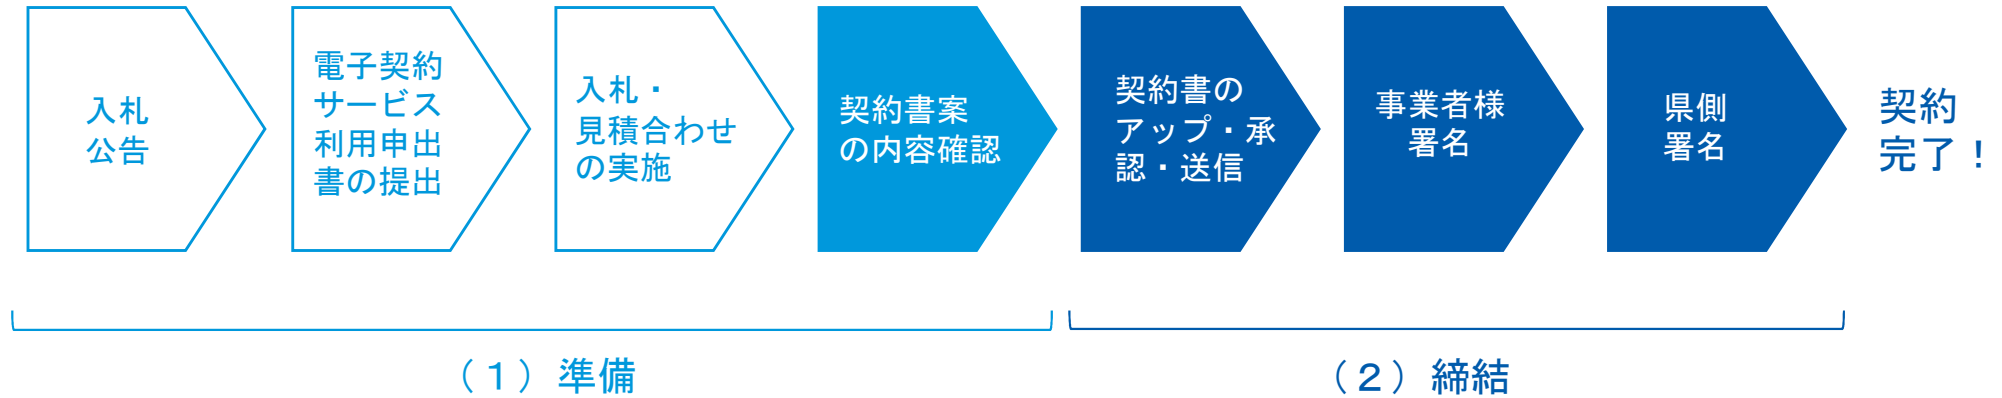 入札
公告
電子契約
サービス
利用申出
書の提出
入札・
見積合わせ
の実施
契約書案
の内容確認
契約書の
アップ・承
認・送信
事業者様
署名
県側
署名
契約
完了！
（１）準備
（２）締結